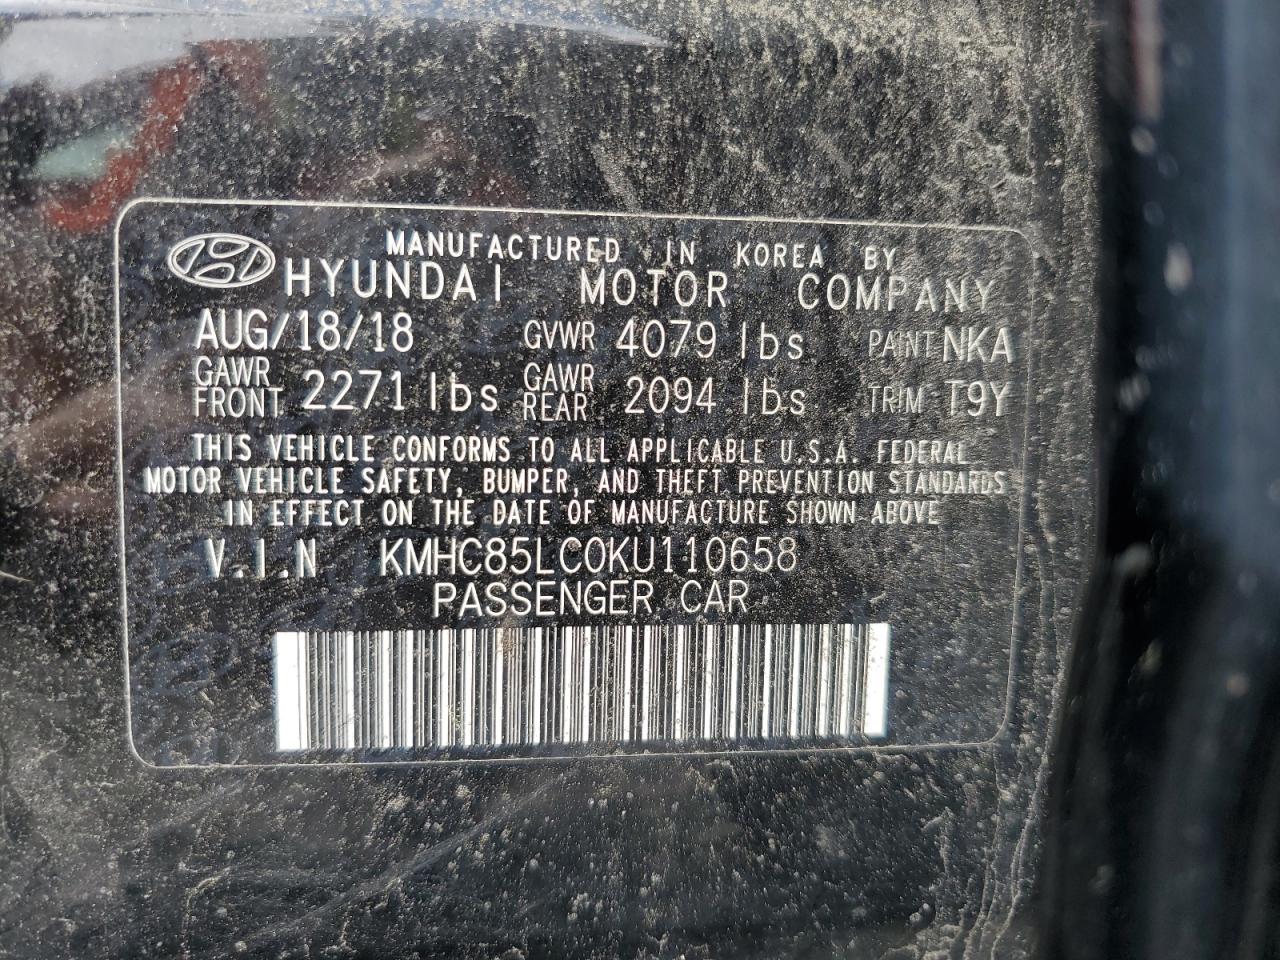 MANUFACTURED IN KOREA BY
HYUNDAI MOTOR COMPANY
AUG/18/18 GVWR 4079 lbs PAINT NKA
GAWR FRONT 2271 lbs GAWR REAR 2094 lbs TRIM T9Y
THIS VEHICLE CONFORMS TO ALL APPLICABLE U.S.A. FEDERAL
MOTOR VEHICLE SAFETY, BUMPER, AND THEFT PREVENTION STANDARDS
IN EFFECT ON THE DATE OF MANUFACTURE SHOWN ABOVE
V.I.N KMHC85LC0KU110658
PASSENGER CAR